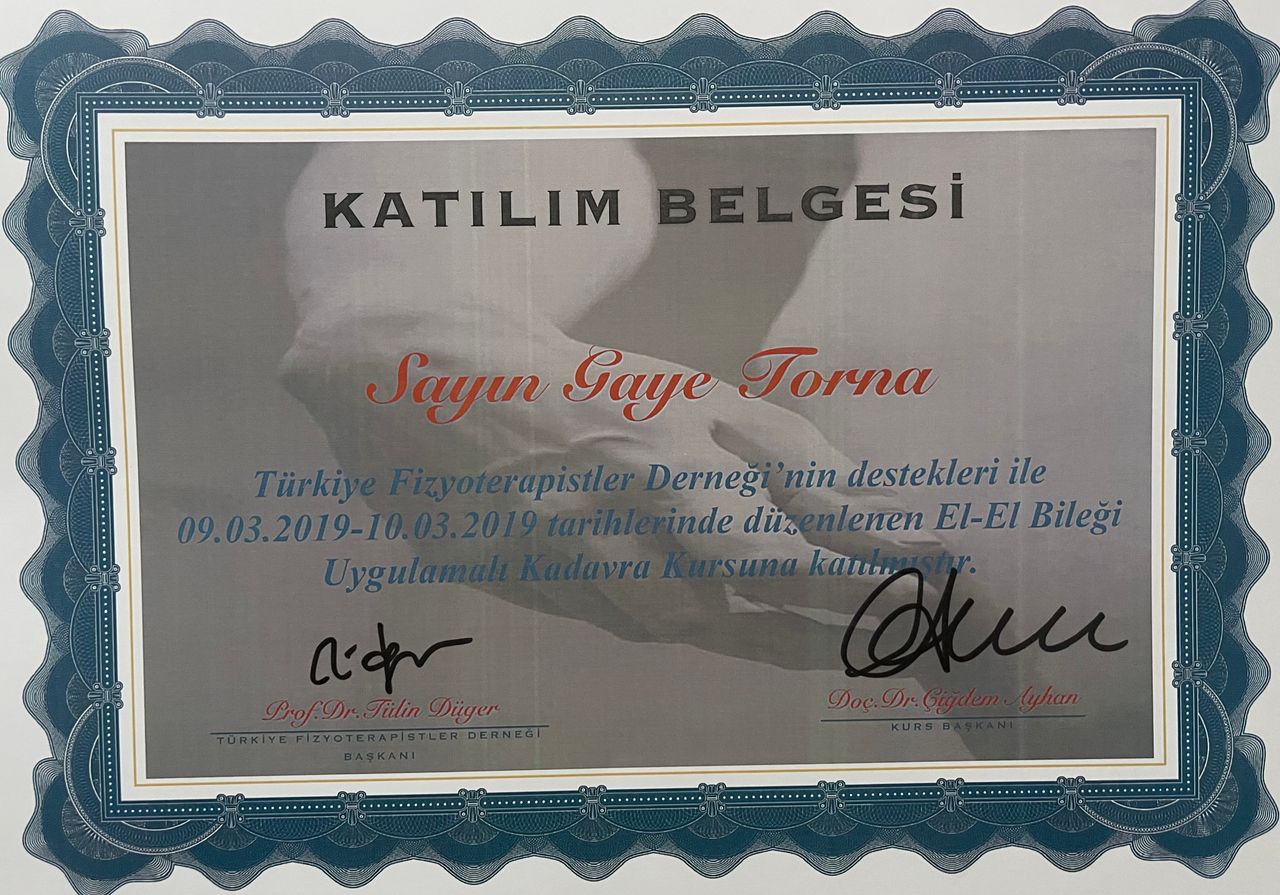 KATILIM BELGESİ
Sayın Gaye Torna
Türkiye Fizyoterapistler Derneği'nin destekleri ile
09.03.2019-10.03.2019 tarihlerinde düzenlenen El-El Bileği
Uygulamalı Kadavra Kursuna katılmıştır.
Prof.Dr.Tülin Düger
TÜRKİYE FİZYOTERAPİSTLER DERNEĞİ
BAŞKANI
Doç.Dr.Çiğdem Ayhan
KURS BAŞKANI